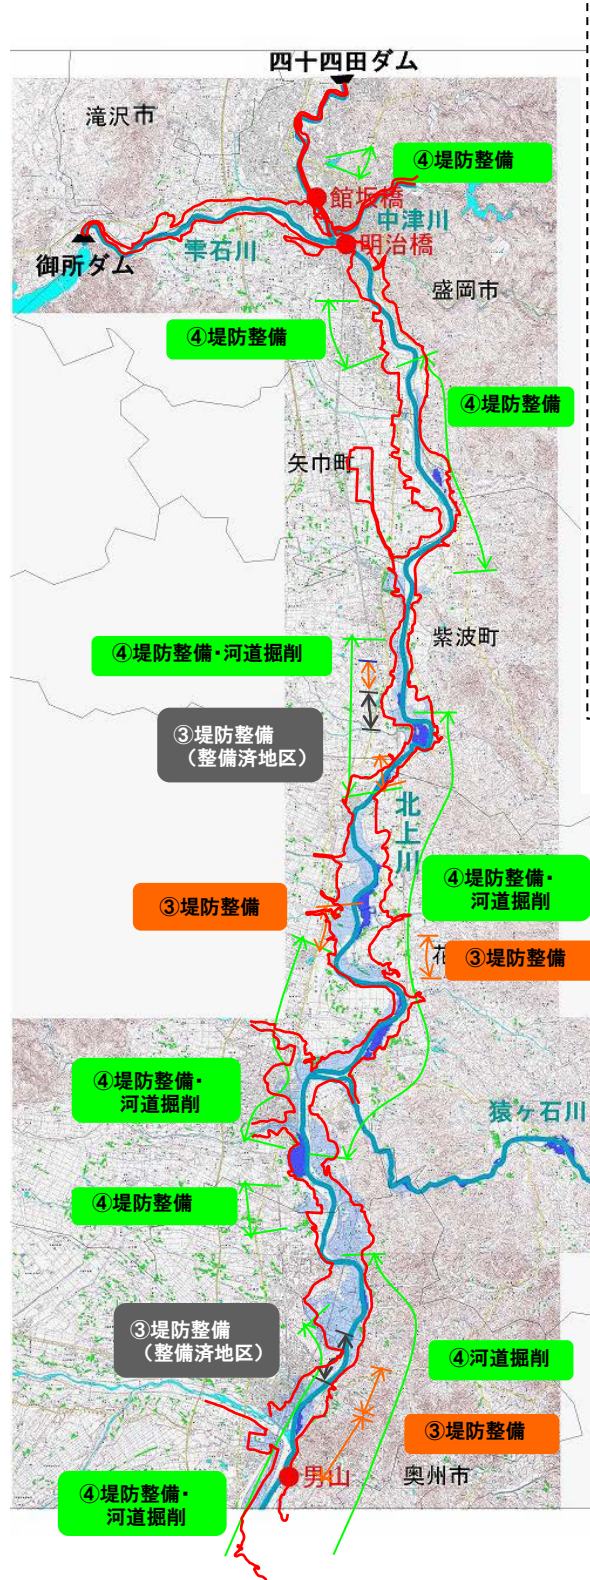 四十四田ダム
滝沢市
④堤防整備
館坂橋
中津川
明治橋
雫石川
御所ダム
盛岡市
④堤防整備
④堤防整備
矢巾町
紫波町
④堤防整備・河道掘削
③堤防整備
（整備済地区）
北上川
④堤防整備・
河道掘削
③堤防整備
花
③堤防整備
④堤防整備・
河道掘削
猿ヶ石川
④堤防整備
③堤防整備
（整備済地区）
④河道掘削
③堤防整備
男山
奥州市
④堤防整備・
河道掘削